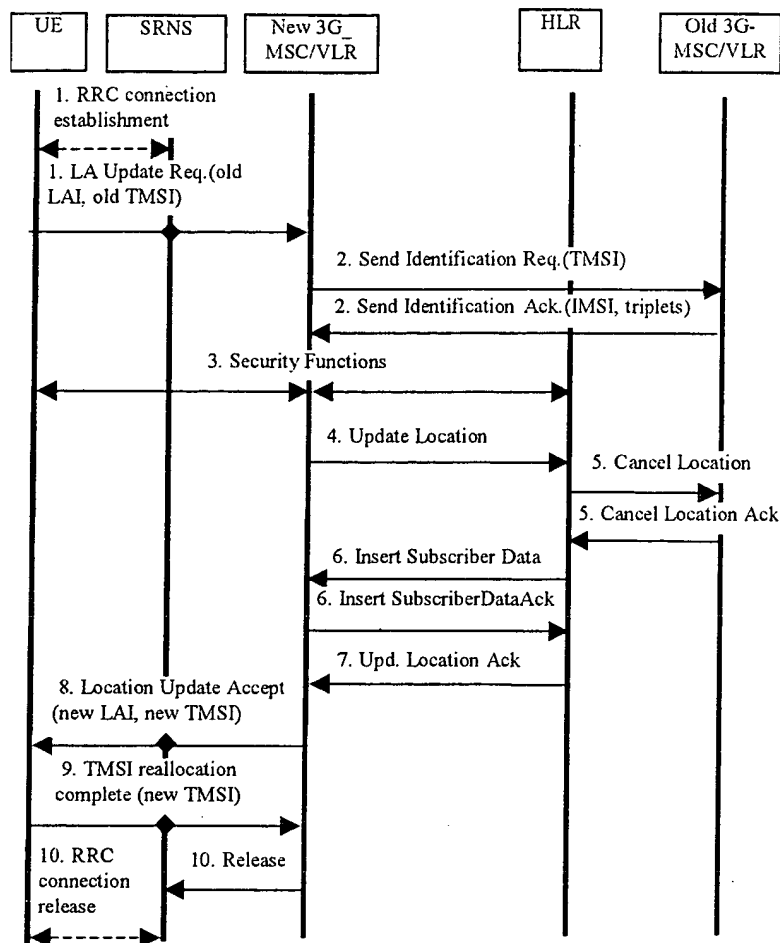 UE
SRNS
New 3G_
MSC/VLR
HLR
Old 3G-
MSC/VLR
1. RRC connection
establishment
1. LA Update Req.(old
LAI, old TMSI)
2. Send Identification Req.(TMSI)
2. Send Identification Ack.(IMSI, triplets)
3. Security Functions
4. Update Location
5. Cancel Location
5. Cancel Location Ack
6. Insert Subscriber Data
6. Insert SubscriberDataAck
7. Upd. Location Ack
8. Location Update Accept
(new LAI, new TMSI)
9. TMSI reallocation
complete (new TMSI)
10. RRC
connection
release
10. Release